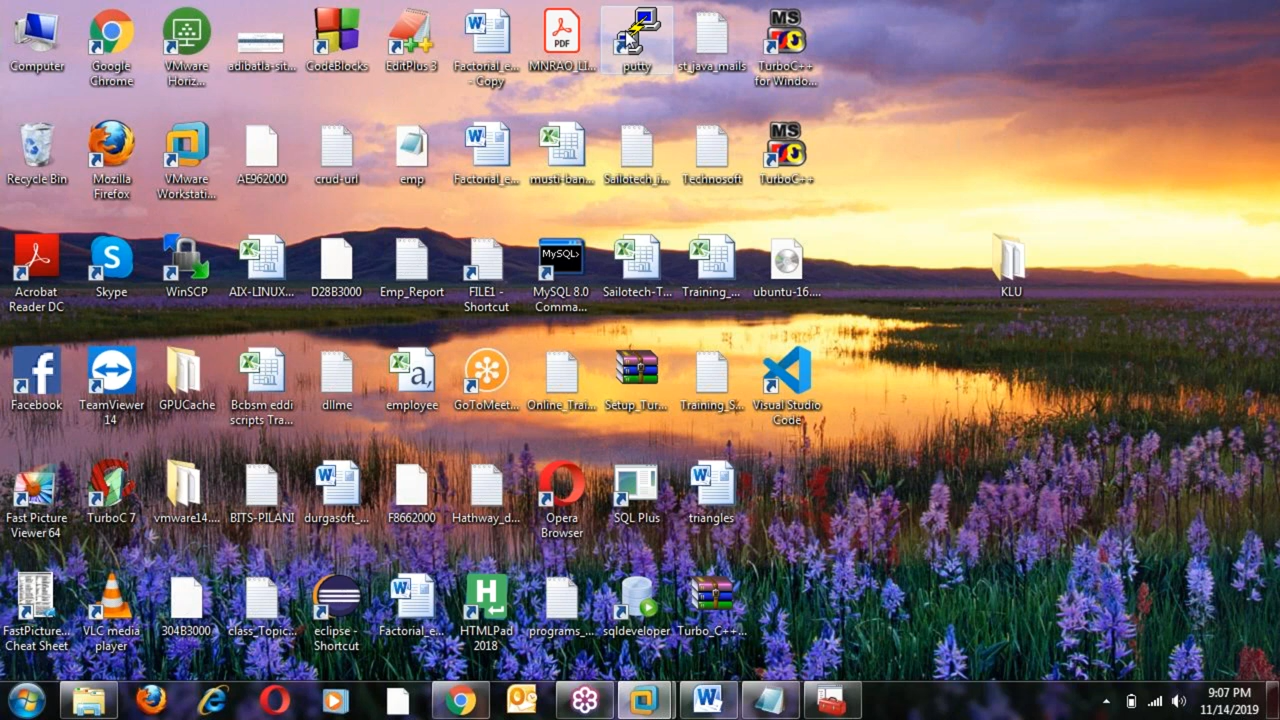 Computer
Google
Chrome
VMware
Horiz...
adibatla-sit...
CodeBlocks
EditPlus 3
Factorial_e...
- Copy
PDF
MNRAO_LI...
putty
st_java_mails
MS
TurboC++
for Windo...
Recycle Bin
Mozilla
Firefox
VMware
Workstati...
AE962000
crud-url
emp
Factorial_e...
musti-ban...
Sailotech_i...
Technosoft
MS
TurboC++
Acrobat
Reader DC
Skype
WinSCP
AIX-LINUX...
D28B3000
Emp_Report
FILE1 -
Shortcut
MySQL>
MySQL 8.0
Comma...
Sailotech-T...
Training_...
ubuntu-16....
KLU
Facebook
TeamViewer
14
GPUCache
Bcbsm eddi
scripts Tra...
dllme
a,
employee
GoToMeet...
Online_Trai...
Setup_Tur...
Training_S...
Visual Studio
Code
Fast Picture
Viewer 64
TurboC 7
vmware14....
BITS-PILANI
durgasoft_...
F8662000
Hathway_d...
Opera
Browser
SQL Plus
triangles
FastPicture...
Cheat Sheet
VLC media
player
304B3000
class_Topic...
eclipse -
Shortcut
Factorial_e...
H
HTMLPad
2018
programs_...
sqldeveloper
Turbo_C++...
9:07 PM
11/14/2019